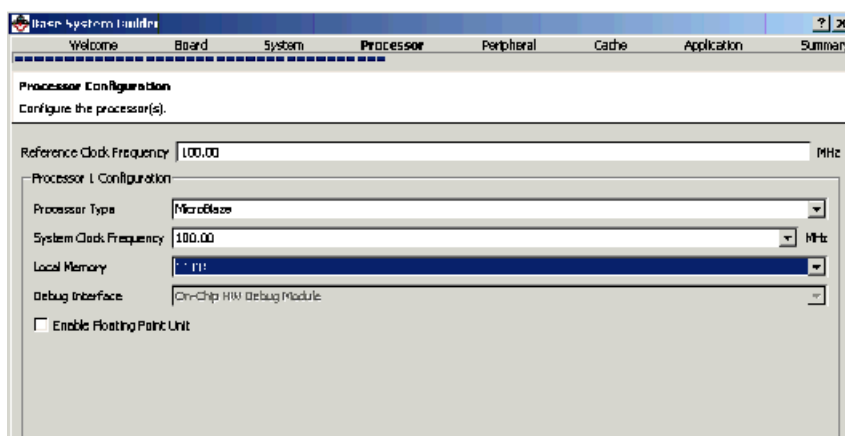 Base System Builder
Welcome Board System Processor Peripheral Cache Application Summar
Processor Configuration
Configure the processor(s).
Reference Clock Frequency 100.00 MHz
Processor 1 Configuration
Processor Type MicroBlaze
System Clock Frequency 100.00 MHz
Local Memory
Debug Interface On-Chip HW Debug Module
Enable Floating Point Unit